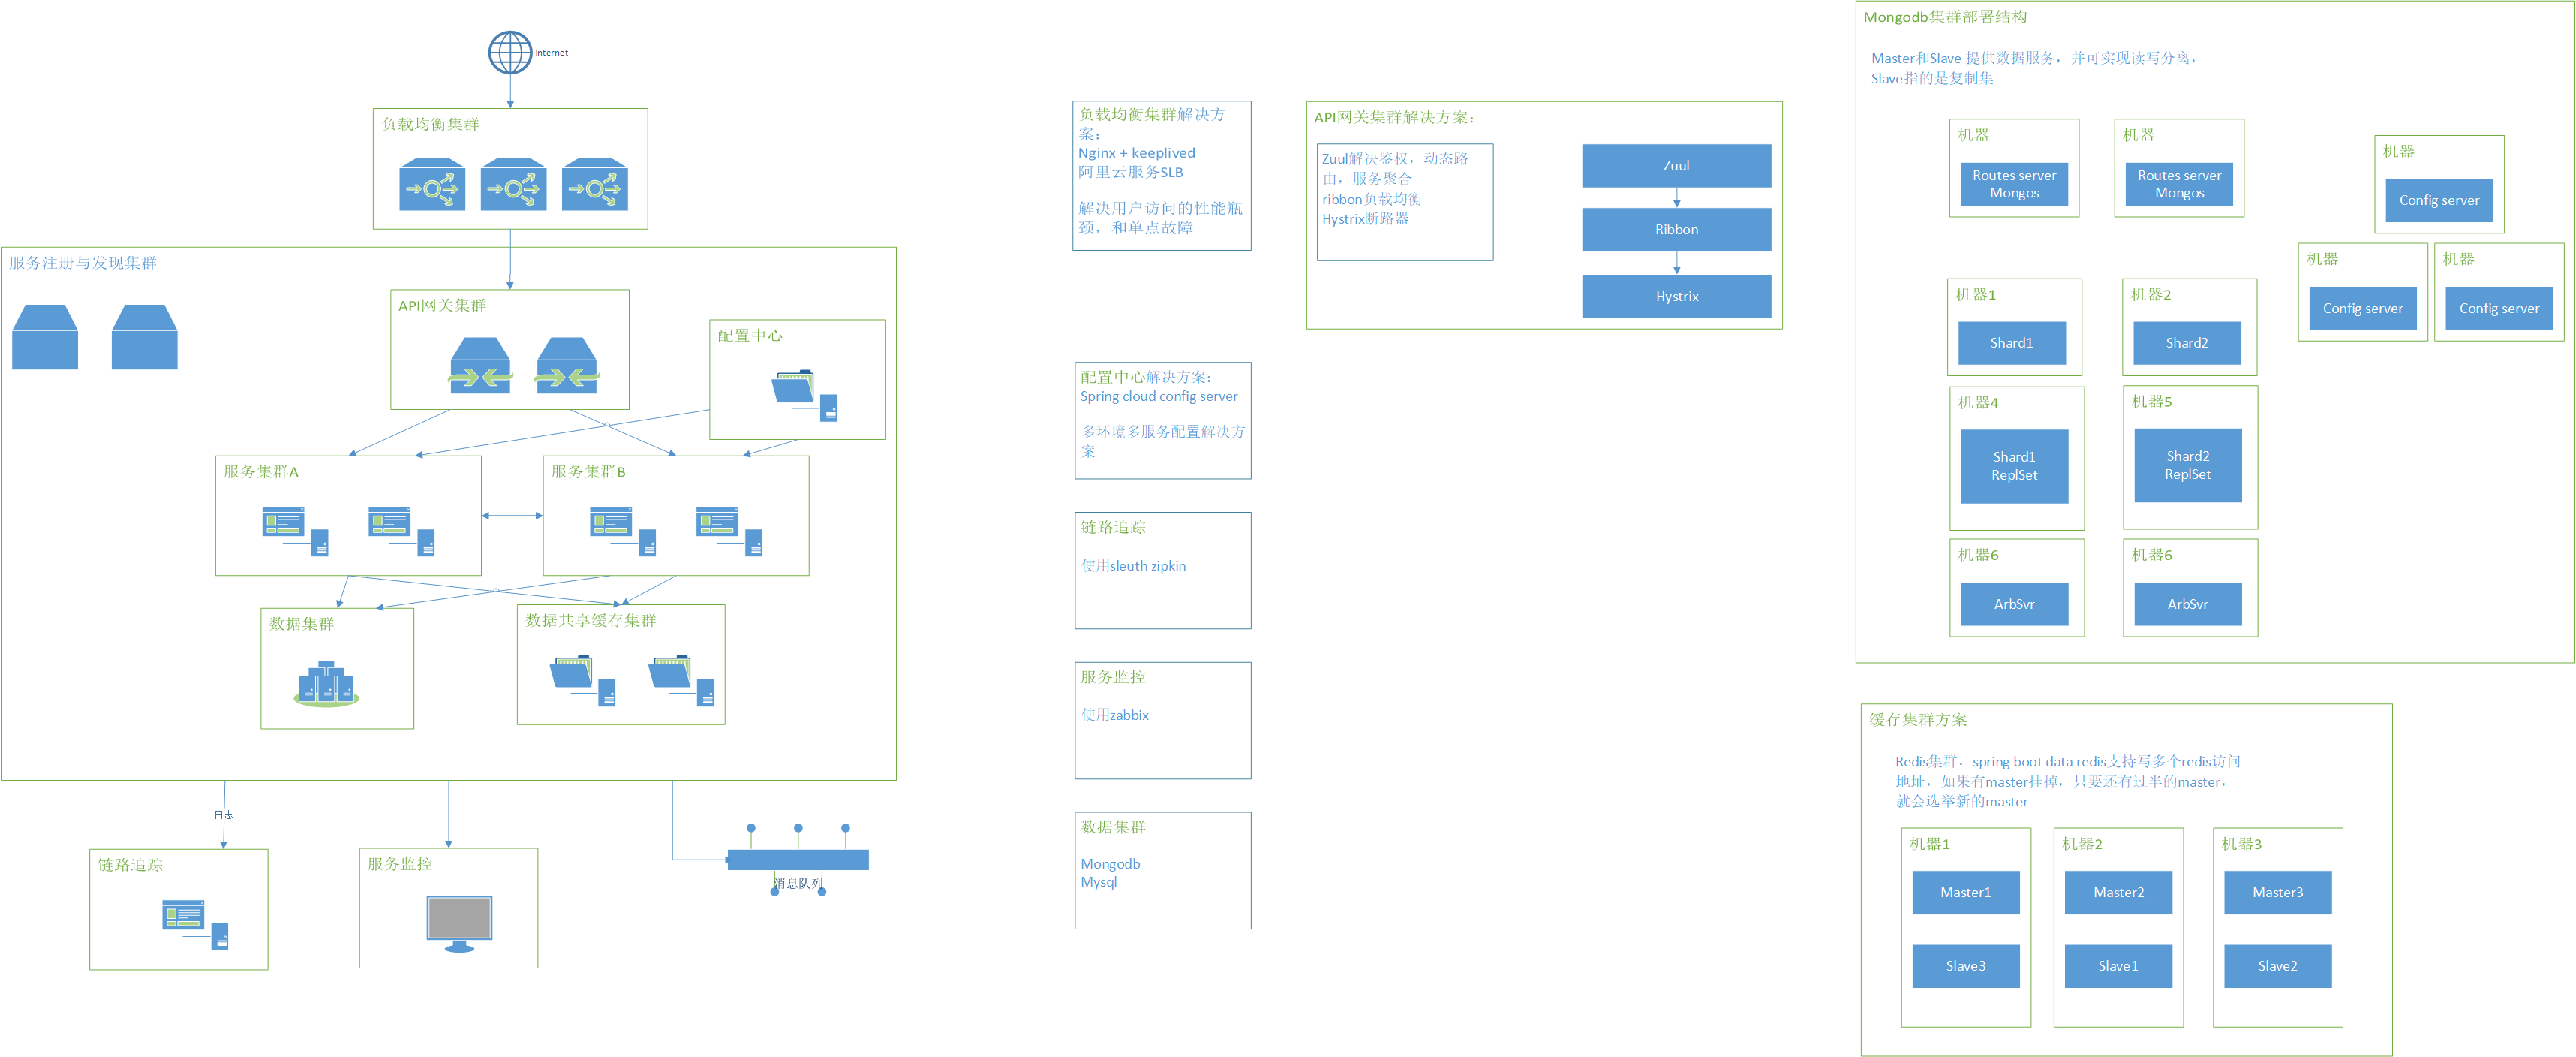 Internet
负载均衡集群
服务注册与发现集群
API网关集群
配置中心
服务集群A
服务集群B
数据集群
数据共享缓存集群
日志
链路追踪
服务监控
消息队列
负载均衡集群解决方
案：
Nginx + keeplived
阿里云服务SLB
解决用户访问的性能瓶
颈，和单点故障
配置中心解决方案：
Spring cloud config server
多环境多服务配置解决方
案
链路追踪
使用sleuth zipkin
服务监控
使用zabbix
数据集群
Mongodb
Mysql
API网关集群解决方案：
Zuul解决鉴权，动态路
由，服务聚合
ribbon负载均衡
Hystrix断路器
Zuul
Ribbon
Hystrix
Mongodb集群部署结构
Master和Slave 提供数据服务，并可实现读写分离，
Slave指的是复制集
机器
Routes server
Mongos
机器
Routes server
Mongos
机器
Config server
机器
Config server
机器
Config server
机器1
Shard1
机器2
Shard2
机器4
Shard1
ReplSet
机器5
Shard2
ReplSet
机器6
ArbSvr
机器6
ArbSvr
缓存集群方案
Redis集群，spring boot data redis支持写多个redis访问
地址，如果有master挂掉，只要还有过半的master，
就会选举新的master
机器1
Master1
Slave3
机器2
Master2
Slave1
机器3
Master3
Slave2